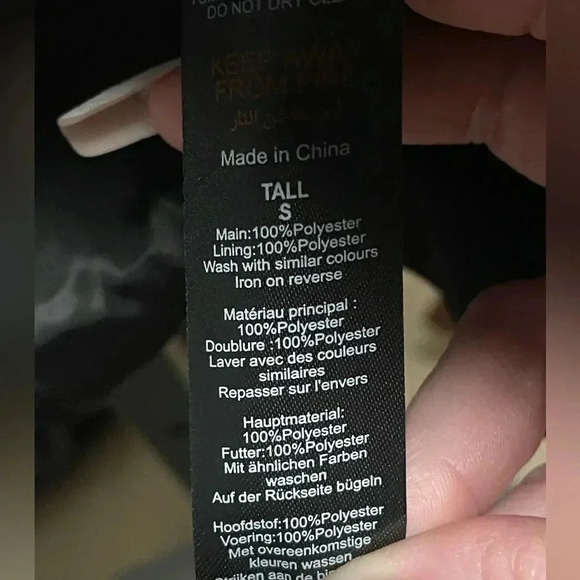 DO NOT DRY CLEAN
KEEP AWAY
FROM FIRE
Made in China
TALL
S
Main:100%Polyester
Lining:100%Polyester
Wash with similar colours
Iron on reverse
Matériau principal :
100%Polyester
Doublure :100%Polyester
Laver avec des couleurs
similaires
Repasser sur l'envers
Hauptmaterial:
100%Polyester
Futter:100%Polyester
Mit ähnlichen Farben
waschen
Auf der Rückseite bügeln
Hoofdstof:100%Polyester
Voering:100%Polyester
Met overeenkomstige
kleuren wassen
Strijken aan de